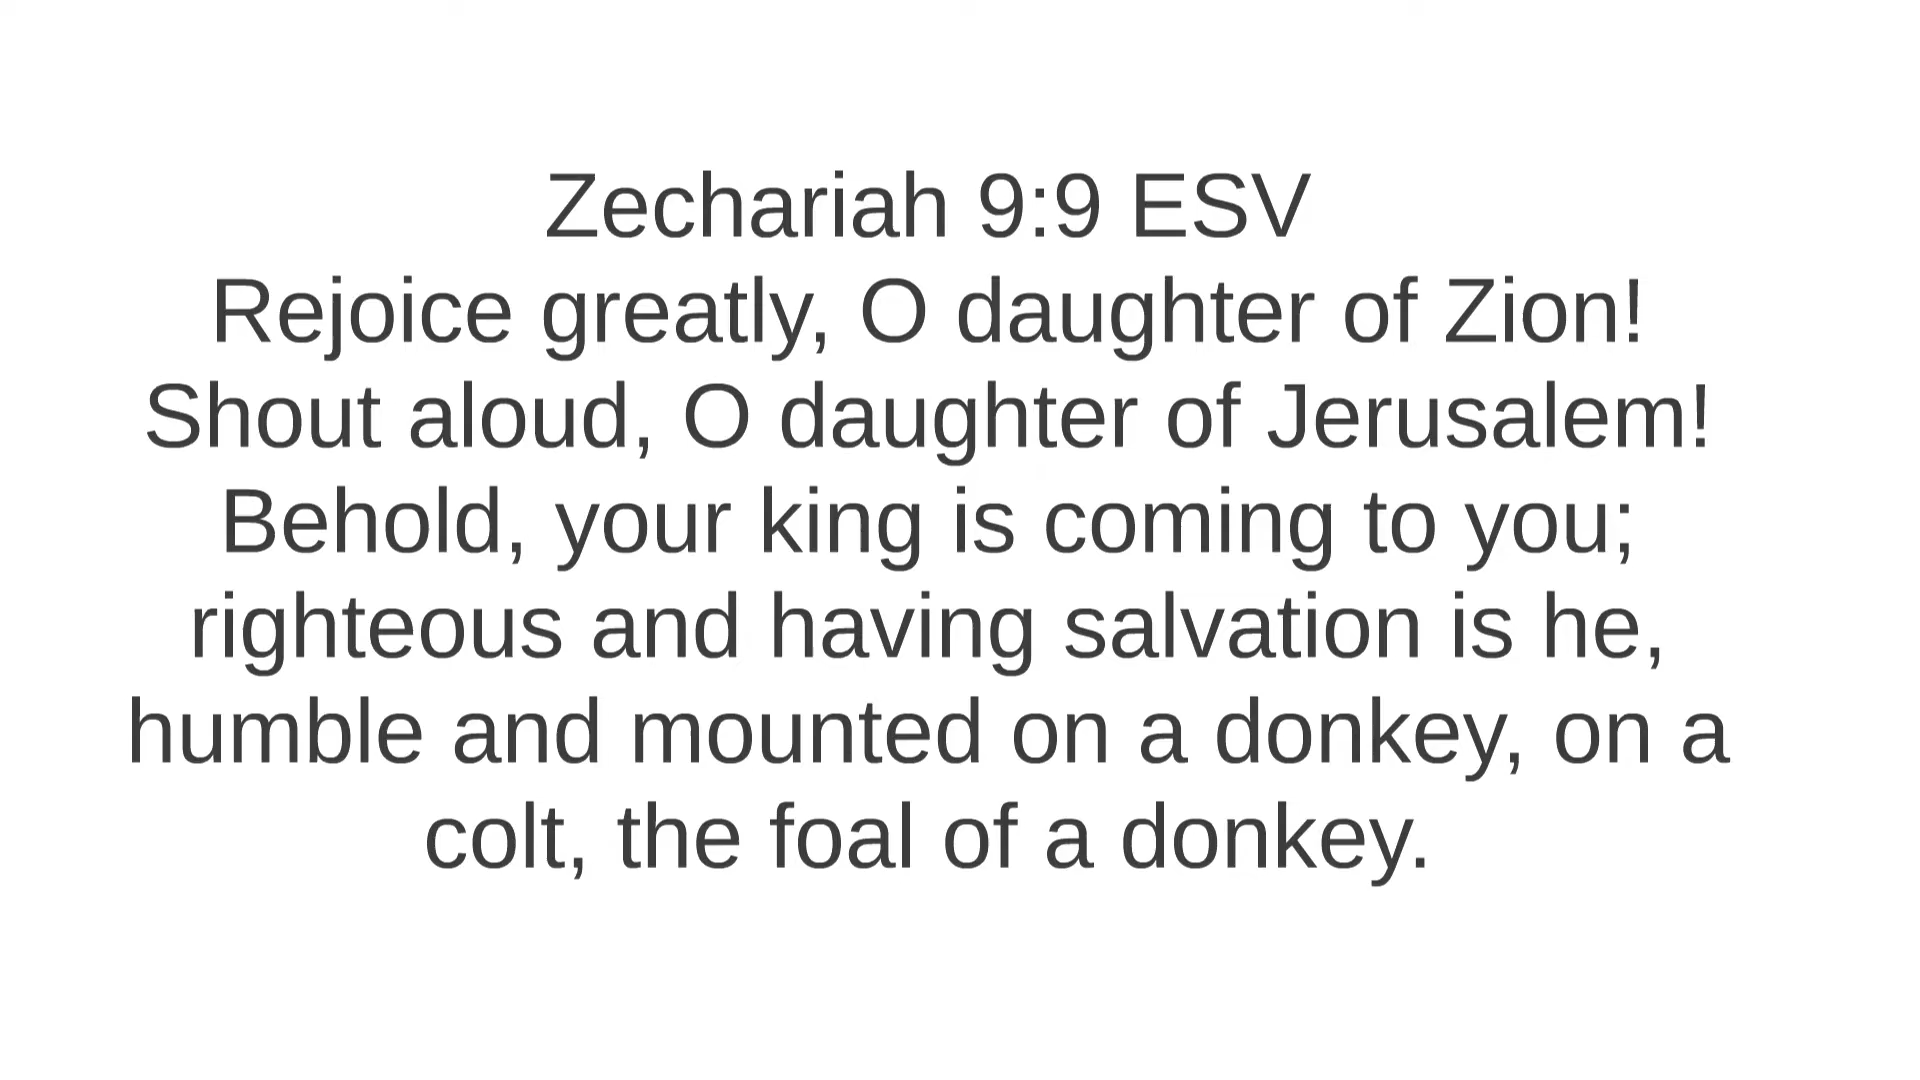 Zechariah 9:9 ESV
Rejoice greatly, O daughter of Zion!
Shout aloud, O daughter of Jerusalem!
Behold, your king is coming to you;
righteous and having salvation is he,
humble and mounted on a donkey, on a
colt, the foal of a donkey.